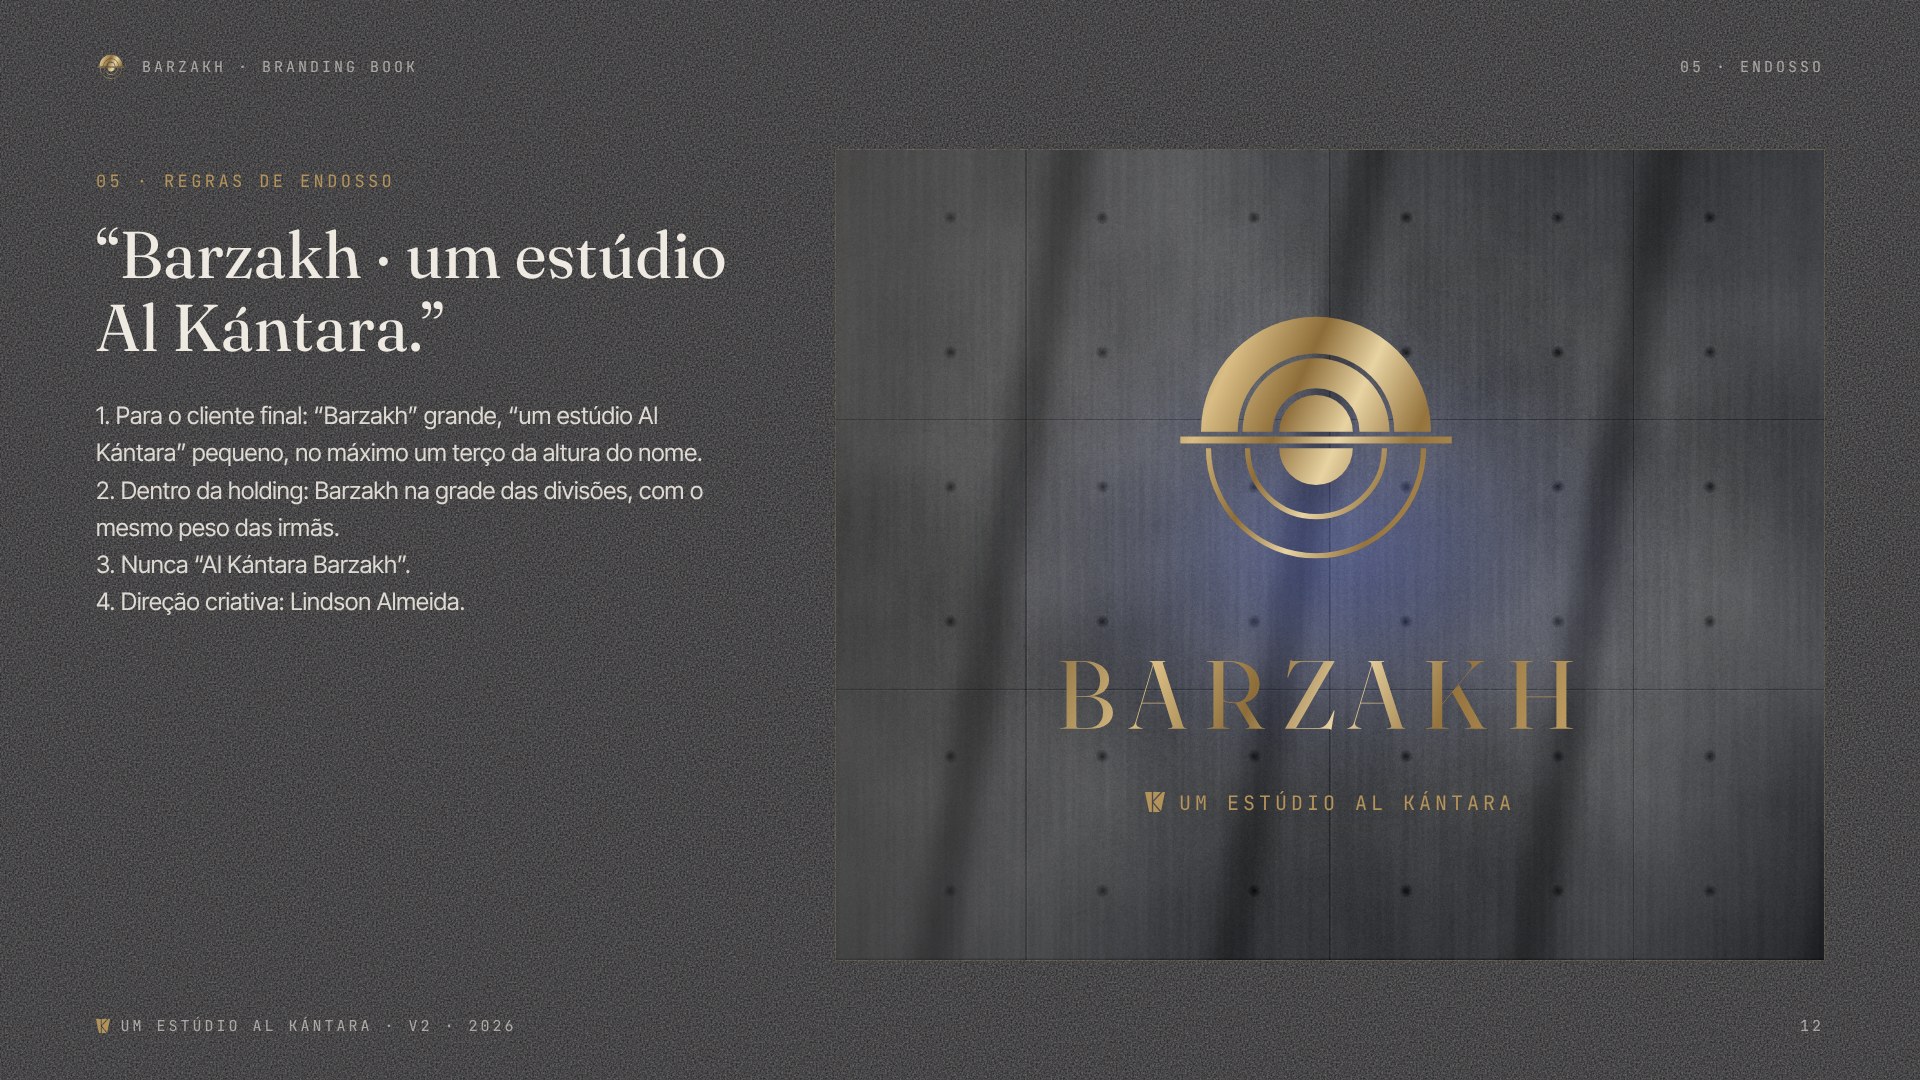 BARZAKH · BRANDING BOOK
05 · ENDOSSO
05 · REGRAS DE ENDOSSO
“Barzakh · um estúdio
Al Kántara.”
1. Para o cliente final: “Barzakh” grande, “um estúdio Al
Kántara” pequeno, no máximo um terço da altura do nome.
2. Dentro da holding: Barzakh na grade das divisões, com o
mesmo peso das irmãs.
3. Nunca “Al Kántara Barzakh”.
4. Direção criativa: Lindson Almeida.
BARZAKH
UM ESTÚDIO AL KÁNTARA
UM ESTÚDIO AL KÁNTARA · V2 · 2026
12